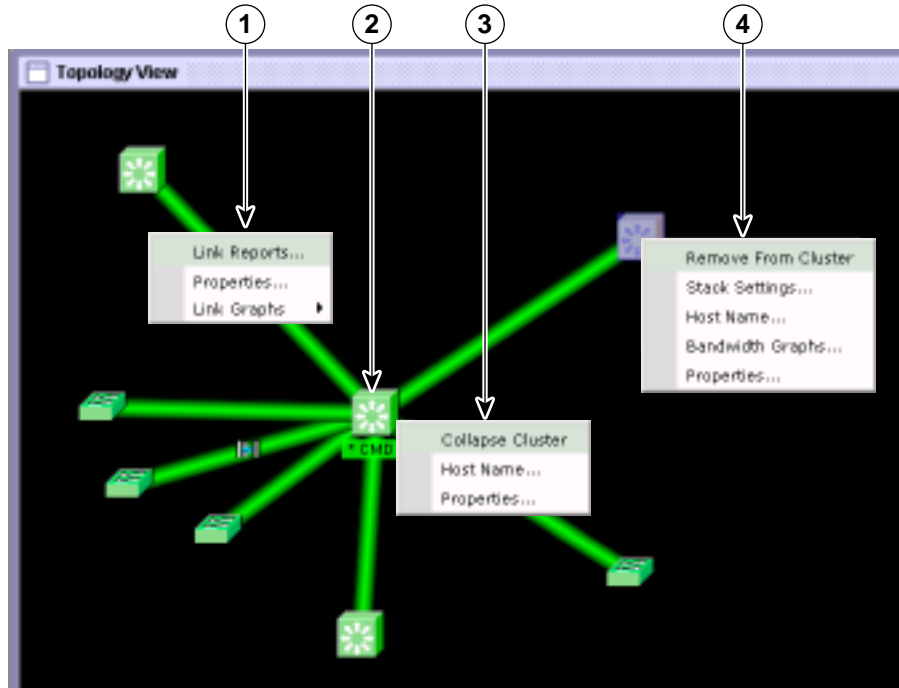 1 2 3 4
Topology View
Link Reports...
Properties...
Link Graphs
Remove From Cluster
Stack Settings...
Host Name...
Bandwidth Graphs...
Properties...
* CMD
Collapse Cluster
Host Name...
Properties...